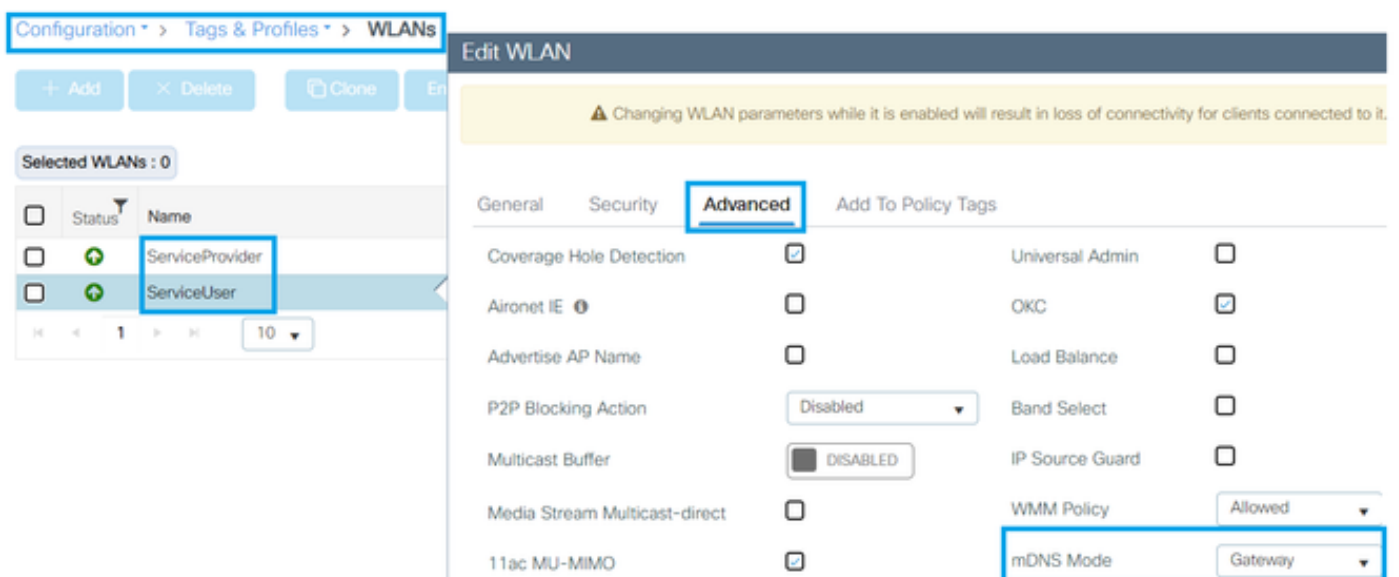 Configuration > Tags & Profiles > WLANs
+ Add × Delete Clone En
Selected WLANs : 0
Status Name
ServiceProvider
ServiceUser
1 10
Edit WLAN
Changing WLAN parameters while it is enabled will result in loss of connectivity for clients connected to it.
General Security Advanced Add To Policy Tags
Coverage Hole Detection Universal Admin
Aironet IE OKC
Advertise AP Name Load Balance
P2P Blocking Action Disabled Band Select
Multicast Buffer DISABLED IP Source Guard
Media Stream Multicast-direct WMM Policy Allowed
11ac MU-MIMO mDNS Mode Gateway